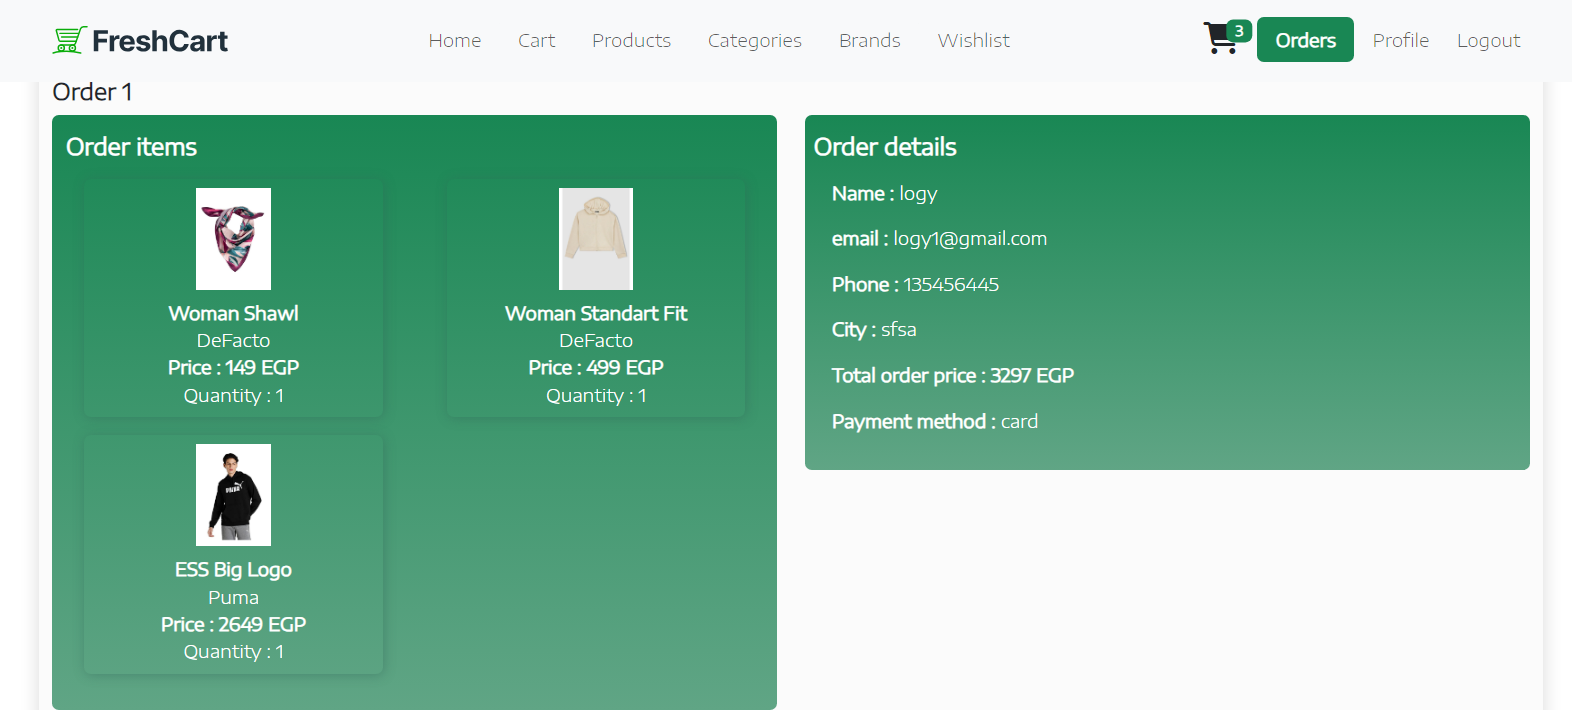 FreshCart
Home Cart Products Categories Brands Wishlist
3
Orders Profile Logout
Order 1
Order items
Woman Shawl
DeFacto
Price : 149 EGP
Quantity : 1
Woman Standart Fit
DeFacto
Price : 499 EGP
Quantity : 1
PUMA
ESS Big Logo
Puma
Price : 2649 EGP
Quantity : 1
Order details
Name : logy
email : logy1@gmail.com
Phone : 135456445
City : sfsa
Total order price : 3297 EGP
Payment method : card